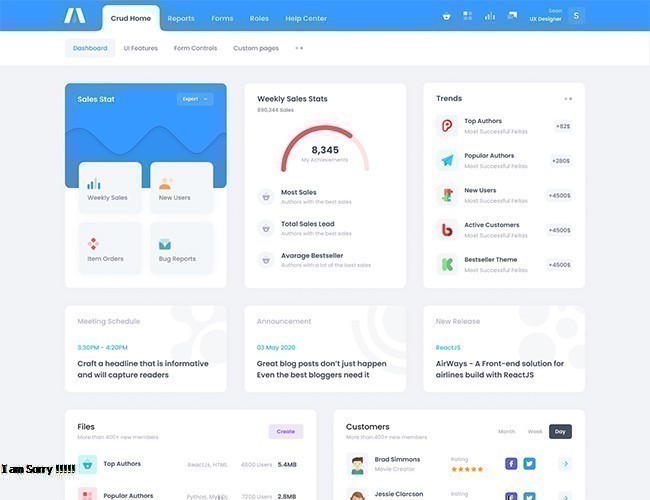 Crud Home
Reports
Forms
Roles
Help Center
Sean
UX Designer
S
Dashboard
UI Features
Form Controls
Custom pages
Sales Stat
Export
Weekly Sales
New Users
Item Orders
Bug Reports
Weekly Sales Stats
890,344 Sales
8,345
My Achievements
Most Sales
Authors with the best sales
Total Sales Lead
Authors with the best sales
Avarage Bestseller
Authors with a lot of the best sales
Trends
Top Authors
Most Successful Fellas
+82$
Popular Authors
Most Successful Fellas
+280$
New Users
Most Successful Fellas
+4500$
Active Customers
Most Successful Fellas
+4500$
Bestseller Theme
Most Successful Fellas
+4500$
Meeting Schedule
3:30PM - 4:20PM
Craft a headline that is informative
and will capture readers
Announcement
03 May 2020
Great blog posts don't just happen
Even the best bloggers need it
New Release
ReactJS
AirWays - A Front-end solution for
airlines build with ReactJS
Files
More than 400+ new members
Create
Top Authors
ReactJs, HTML
4600 Users
5.4MB
Popular Authors
Python, MySQL
7200 Users
2.8MB
Customers
More than 400+ new members
Month
Week
Day
Brad Simmons
Movie Creator
Rating
Jessie Clarcson
Rating
I am Sorry !!!!!